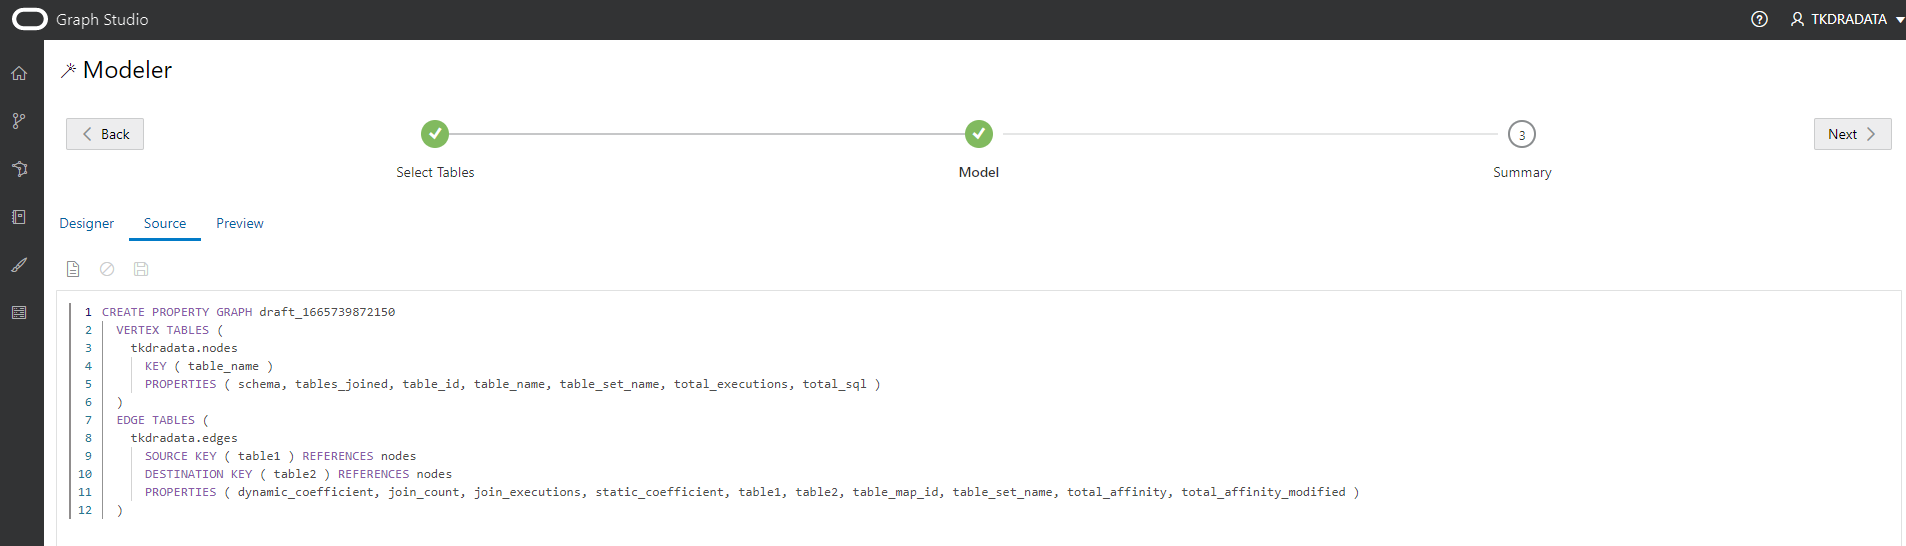 Graph Studio
TKDRADATA
Modeler
Back
Next
3
Select Tables
Model
Summary
Designer
Source
Preview
1 CREATE PROPERTY GRAPH draft_1665739872150
2 VERTEX TABLES (
3 tkdradata.nodes
4 KEY ( table_name )
5 PROPERTIES ( schema, tables_joined, table_id, table_name, table_set_name, total_executions, total_sql )
6 )
7 EDGE TABLES (
8 tkdradata.edges
9 SOURCE KEY ( table1 ) REFERENCES nodes
10 DESTINATION KEY ( table2 ) REFERENCES nodes
11 PROPERTIES ( dynamic_coefficient, join_count, join_executions, static_coefficient, table1, table2, table_map_id, table_set_name, total_affinity, total_affinity_modified )
12 )